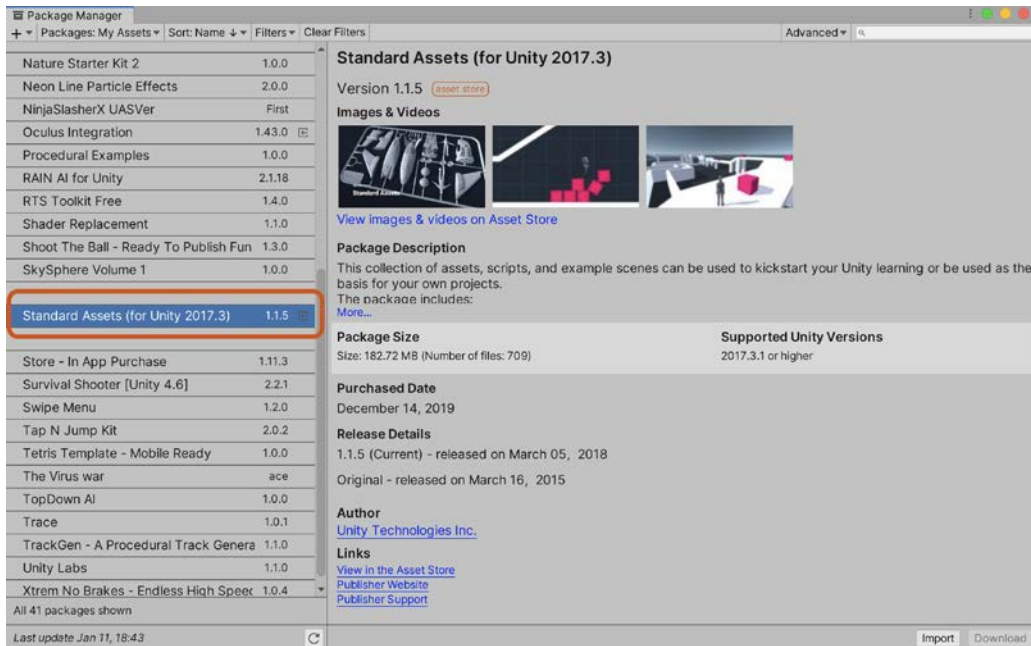 Package Manager
+ Packages: My Assets Sort: Name ↓ Filters Clear Filters Advanced
Nature Starter Kit 2 1.0.0
Neon Line Particle Effects 2.0.0
NinjaSlasherX UASVer First
Oculus Integration 1.43.0
Procedural Examples 1.0.0
RAIN AI for Unity 2.1.18
RTS Toolkit Free 1.4.0
Shader Replacement 1.1.0
Shoot The Ball - Ready To Publish Fun 1.3.0
SkySphere Volume 1 1.0.0
Standard Assets (for Unity 2017.3) 1.1.5
Store - In App Purchase 1.11.3
Survival Shooter [Unity 4.6] 2.2.1
Swipe Menu 1.2.0
Tap N Jump Kit 2.0.2
Tetris Template - Mobile Ready 1.0.0
The Virus war ace
TopDown AI 1.0.0
Trace 1.0.1
TrackGen - A Procedural Track Genera 1.1.0
Unity Labs 1.1.0
Xtrem No Brakes - Endless High Speec 1.0.4
All 41 packages shown
Last update Jan 11, 18:43
Standard Assets (for Unity 2017.3)
Version 1.1.5 asset store
Images & Videos
Standard Assets
View images & videos on Asset Store
Package Description
This collection of assets, scripts, and example scenes can be used to kickstart your Unity learning or be used as the
basis for your own projects.
The package includes:
More...
Package Size Supported Unity Versions
Size: 182.72 MB (Number of files: 709) 2017.3.1 or higher
Purchased Date
December 14, 2019
Release Details
1.1.5 (Current) - released on March 05, 2018
Original - released on March 16, 2015
Author
Unity Technologies Inc.
Links
View in the Asset Store
Publisher Website
Publisher Support
Import Download